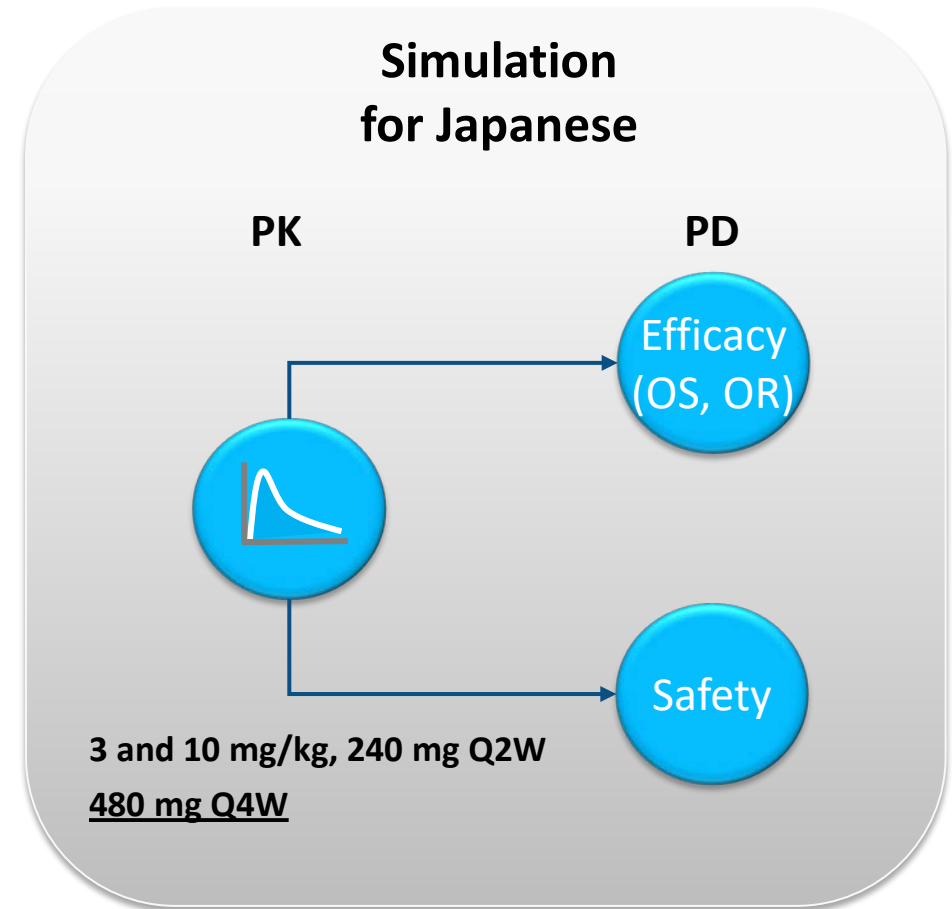 Simulation
for Japanese
PK
PD
Efficacy
(OS, OR)
Safety
3 and 10 mg/kg, 240 mg Q2W
480 mg Q4W